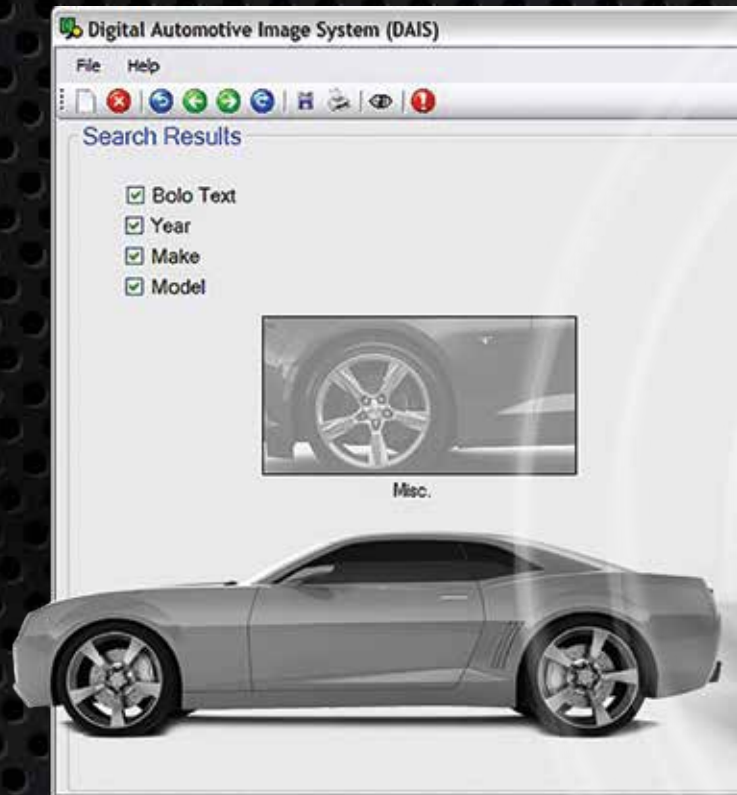 Digital Automotive Image System (DAIS)
File Help
Search Results
Bolo Text
Year
Make
Model
Misc.